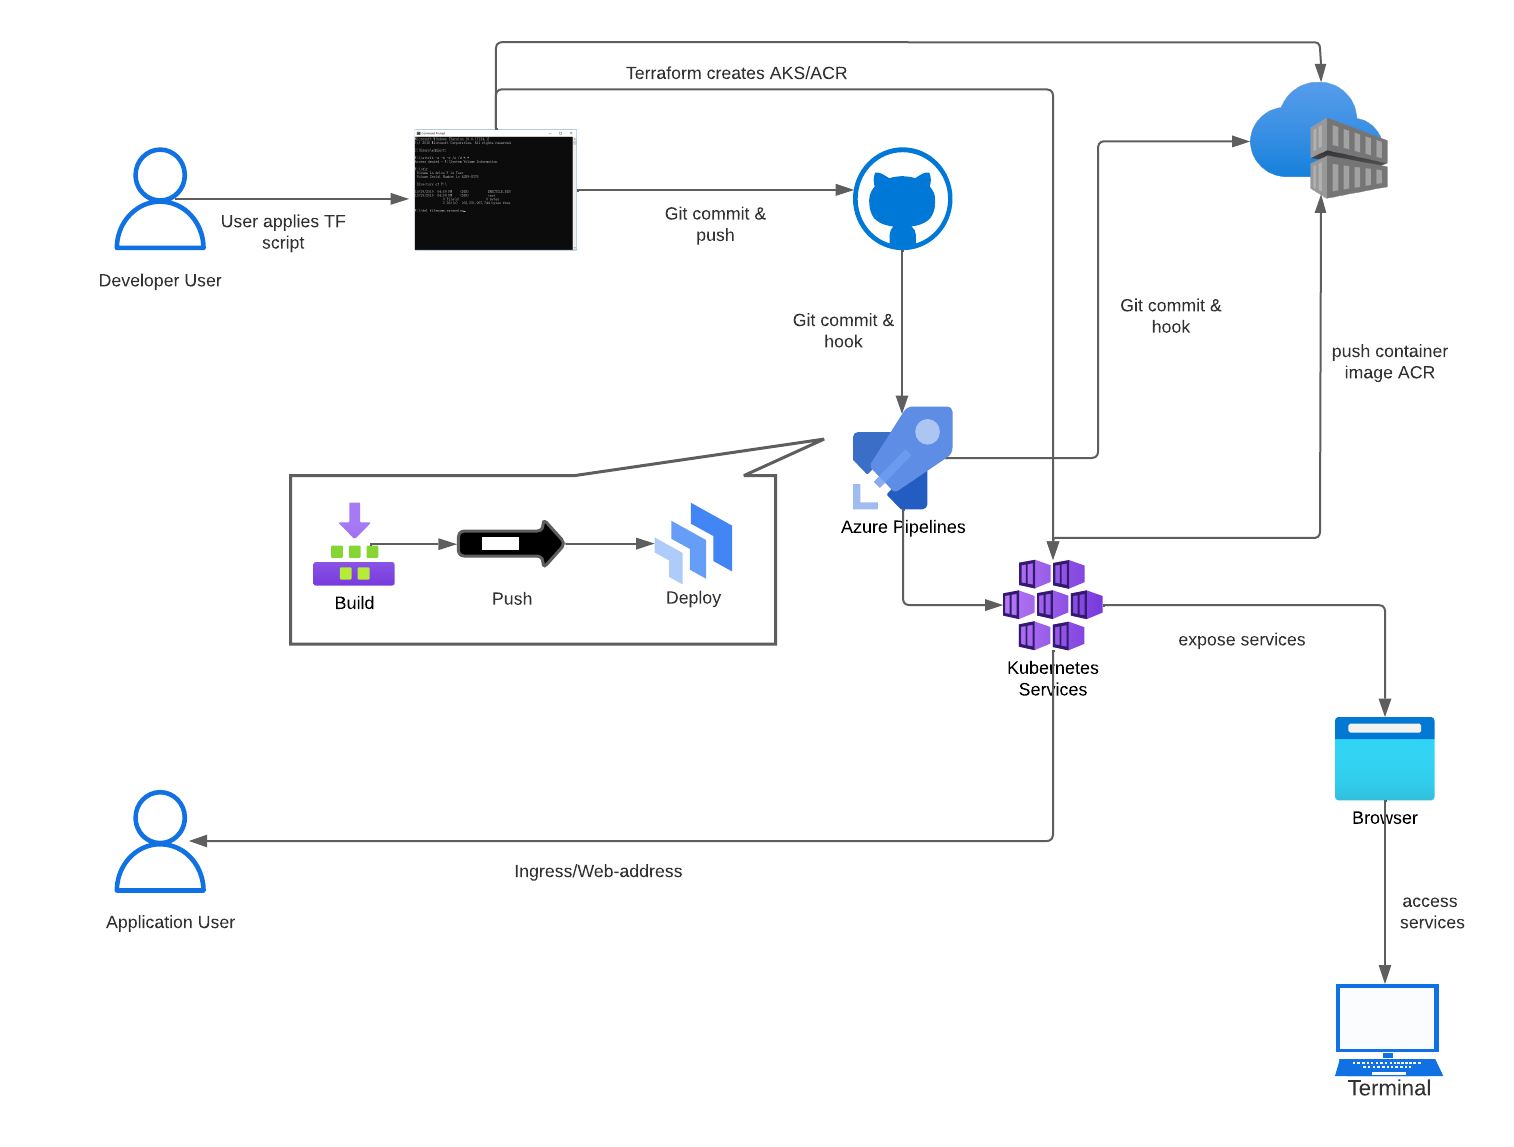 Terraform creates AKS/ACR
User applies TF
script
Developer User
Git commit &
push
Git commit &
hook
Git commit &
hook
push container
image ACR
Azure Pipelines
Build
Push
Deploy
Kubernetes
Services
expose services
Browser
Ingress/Web-address
Application User
access
services
Terminal